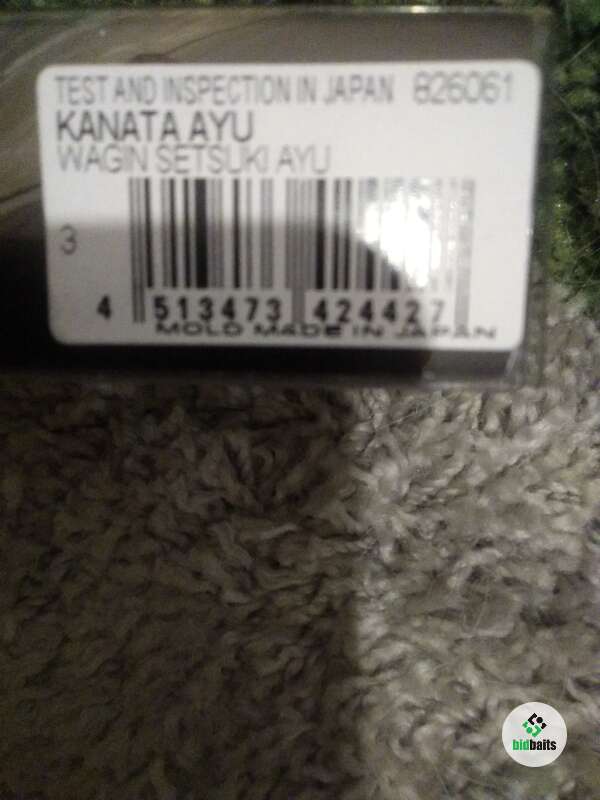 TEST AND INSPECTION IN JAPAN 826061
KANATA AYU
WAGIN SETSUKI AYU
3
4 513473 424427
MOLD MADE IN JAPAN
bidbaits